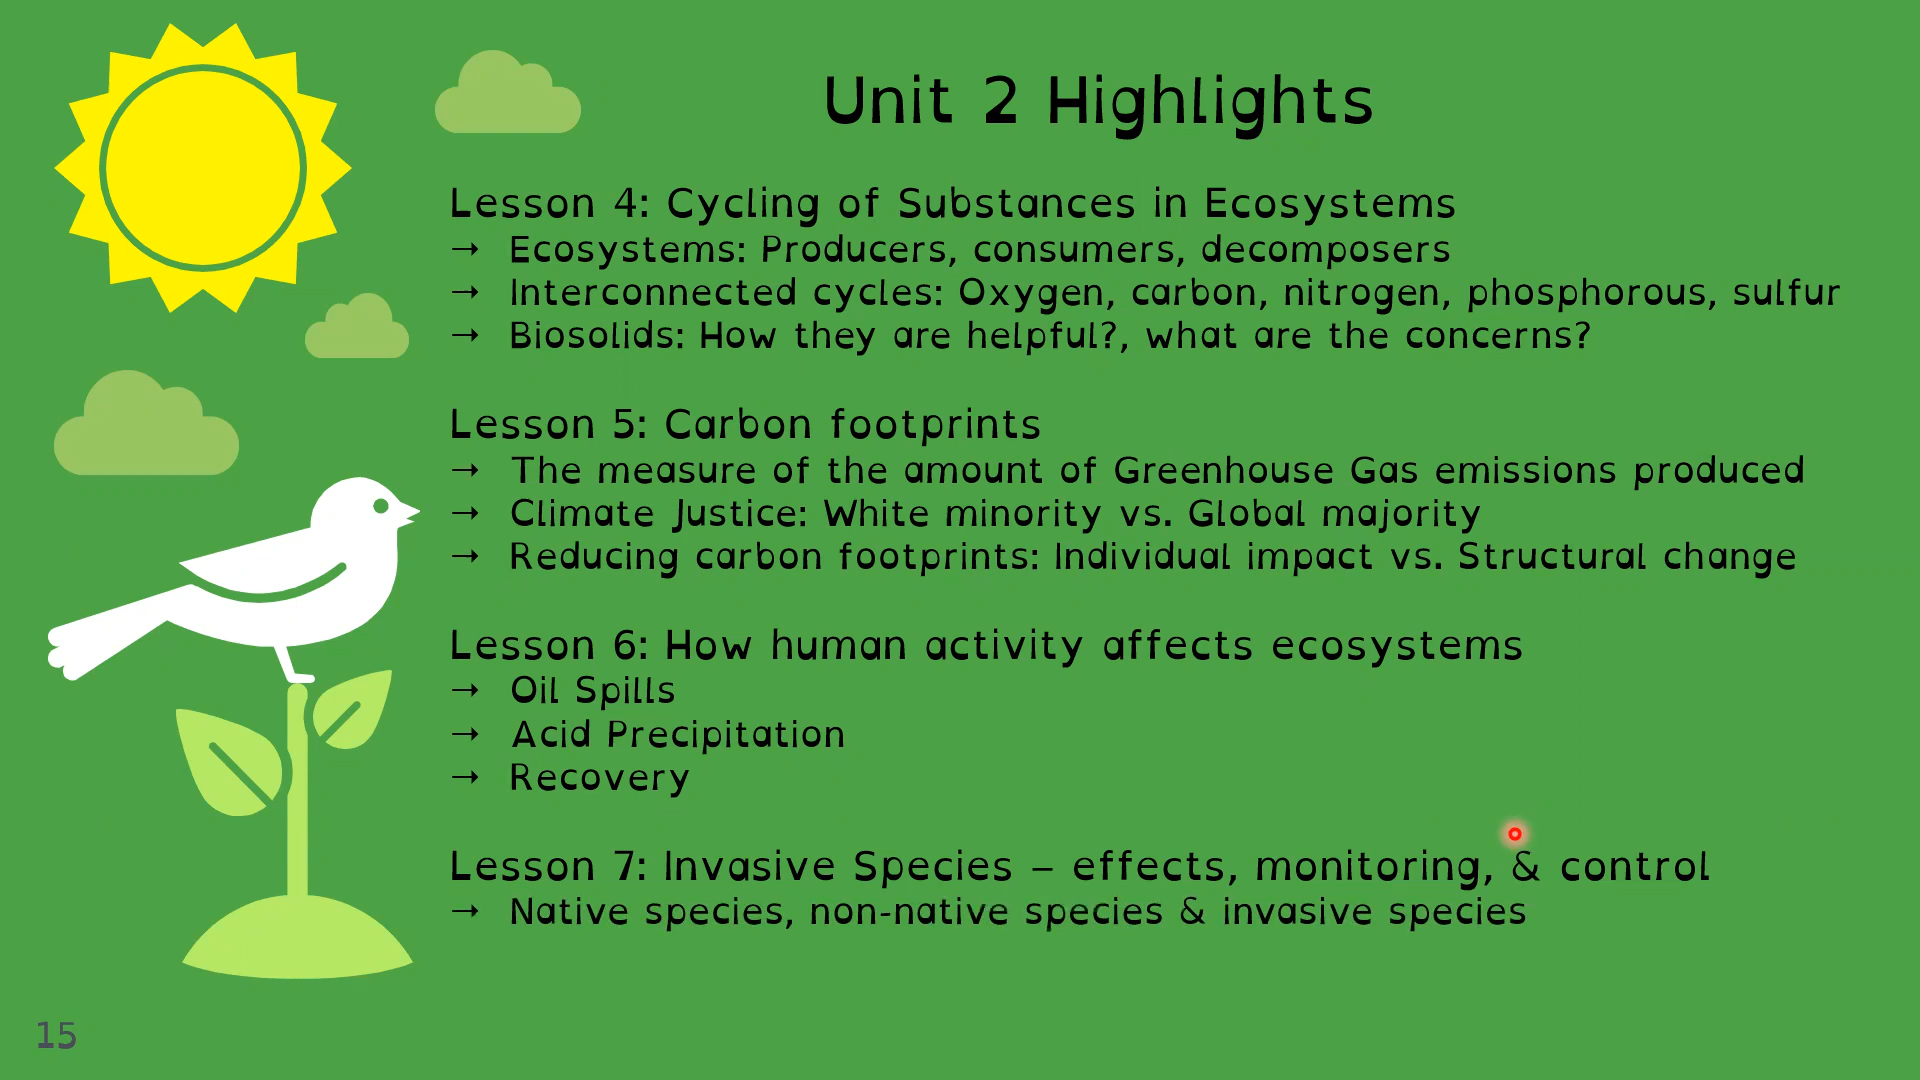 Unit 2 Highlights
Lesson 4: Cycling of Substances in Ecosystems
→ Ecosystems: Producers, consumers, decomposers
→ Interconnected cycles: Oxygen, carbon, nitrogen, phosphorous, sulfur
→ Biosolids: How they are helpful?, what are the concerns?
Lesson 5: Carbon footprints
→ The measure of the amount of Greenhouse Gas emissions produced
→ Climate Justice: White minority vs. Global majority
→ Reducing carbon footprints: Individual impact vs. Structural change
Lesson 6: How human activity affects ecosystems
→ Oil Spills
→ Acid Precipitation
→ Recovery
Lesson 7: Invasive Species – effects, monitoring, & control
→ Native species, non-native species & invasive species
15